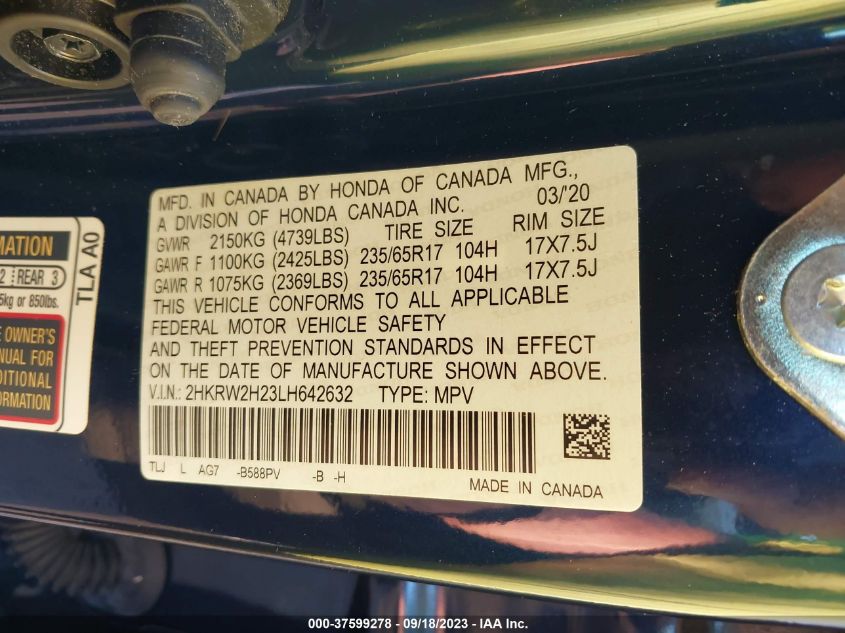 MFD. IN CANADA BY HONDA OF CANADA MFG.,
A DIVISION OF HONDA CANADA INC. 03/'20
GVWR 2150KG (4739LBS) TIRE SIZE RIM SIZE
GAWR F 1100KG (2425LBS) 235/65R17 104H 17X7.5J
GAWR R 1075KG (2369LBS) 235/65R17 104H 17X7.5J
THIS VEHICLE CONFORMS TO ALL APPLICABLE
FEDERAL MOTOR VEHICLE SAFETY
AND THEFT PREVENTION STANDARDS IN EFFECT
ON THE DATE OF MANUFACTURE SHOWN ABOVE.
V.I.N.: 2HKRW2H23LH642632 TYPE: MPV
TLJ L AG7 -B588PV -B -H
MADE IN CANADA
MATION
2 REAR 3
5kg or 850lbs.
TLA A0
E OWNER'S
NUAL FOR
DITIONAL
ORMATION
000-37599278 — 09/18/2023 — IAA Inc.